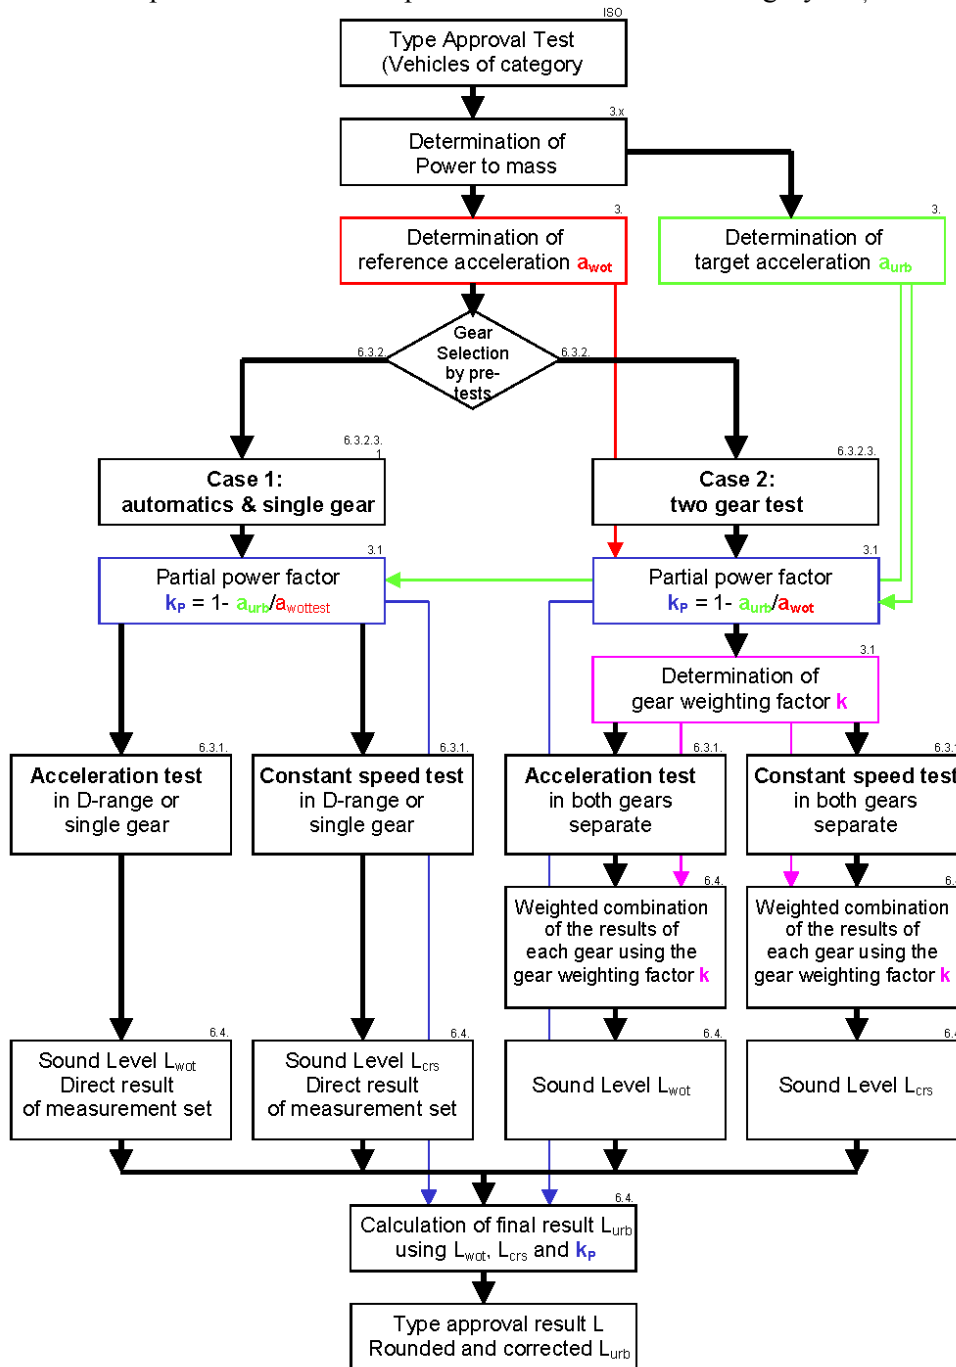 ISO
Type Approval Test
(Vehicles of category
3.x
Determination of
Power to mass
3.
Determination of
reference acceleration awot
3.
Determination of
target acceleration aurb
Gear
Selection
by pre-
tests
6.3.2.
6.3.2.
6.3.2.3.
1
Case 1:
automatics & single gear
6.3.2.3.
Case 2:
two gear test
3.1
Partial power factor
kP = 1- aurb/awottest
3.1
Partial power factor
kP = 1- aurb/awot
3.1
Determination of
gear weighting factor k
6.3.1.
Acceleration test
in D-range or
single gear
6.3.1.
Constant speed test
in D-range or
single gear
6.3.1.
Acceleration test
in both gears
separate
6.3.1
Constant speed test
in both gears
separate
6.4.
Weighted combination
of the results of
each gear using the
gear weighting factor k
6.4
Weighted combination
of the results of
each gear using the
gear weighting factor k
6.4.
Sound Level Lwot
Direct result
of measurement set
6.4.
Sound Level Lcrs
Direct result
of measurement set
6.4.
Sound Level Lwot
6.4
Sound Level Lcrs
6.4.
Calculation of final result Lurb
using Lwot, Lcrs and kP
Type approval result L
Rounded and corrected Lurb